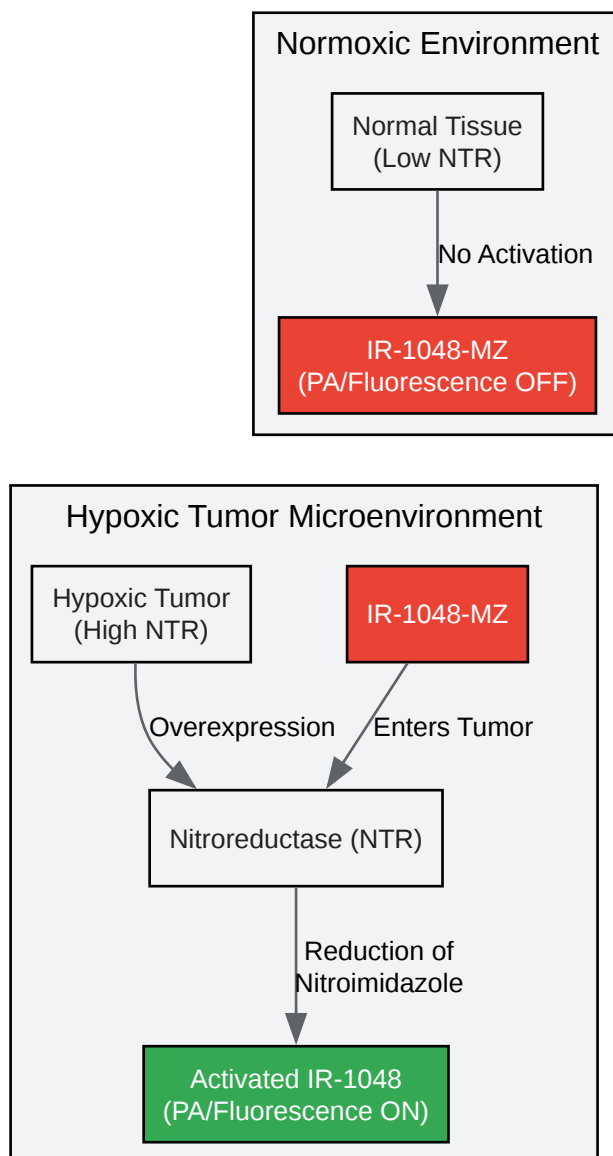 Normoxic Environment
Normal Tissue
(Low NTR)
No Activation
IR-1048-MZ
(PA/Fluorescence OFF)
Hypoxic Tumor Microenvironment
Hypoxic Tumor
(High NTR)
IR-1048-MZ
Overexpression
Enters Tumor
Nitroreductase (NTR)
Reduction of
Nitroimidazole
Activated IR-1048
(PA/Fluorescence ON)